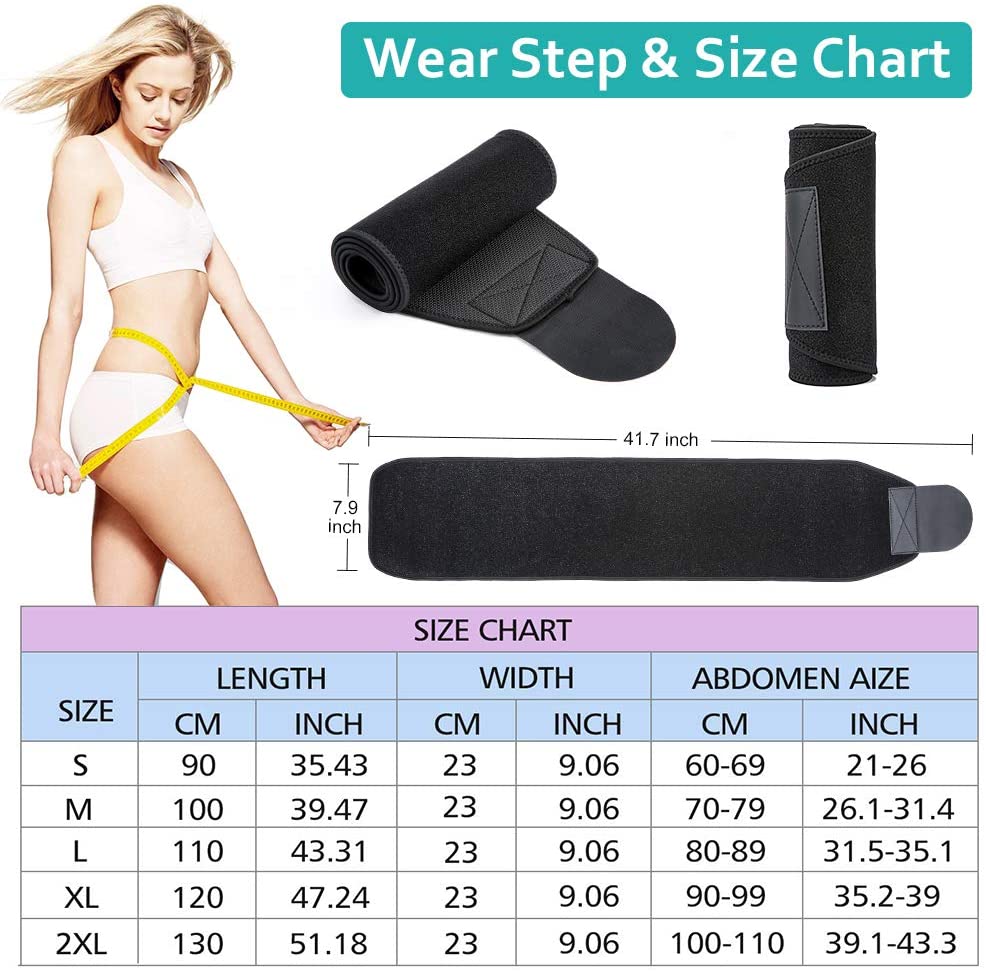 Wear Step & Size Chart
41.7 inch
7.9
inch
SIZE CHART
SIZE LENGTH WIDTH ABDOMEN AIZE
CM INCH CM INCH CM INCH
S 90 35.43 23 9.06 60-69 21-26
M 100 39.47 23 9.06 70-79 26.1-31.4
L 110 43.31 23 9.06 80-89 31.5-35.1
XL 120 47.24 23 9.06 90-99 35.2-39
2XL 130 51.18 23 9.06 100-110 39.1-43.3